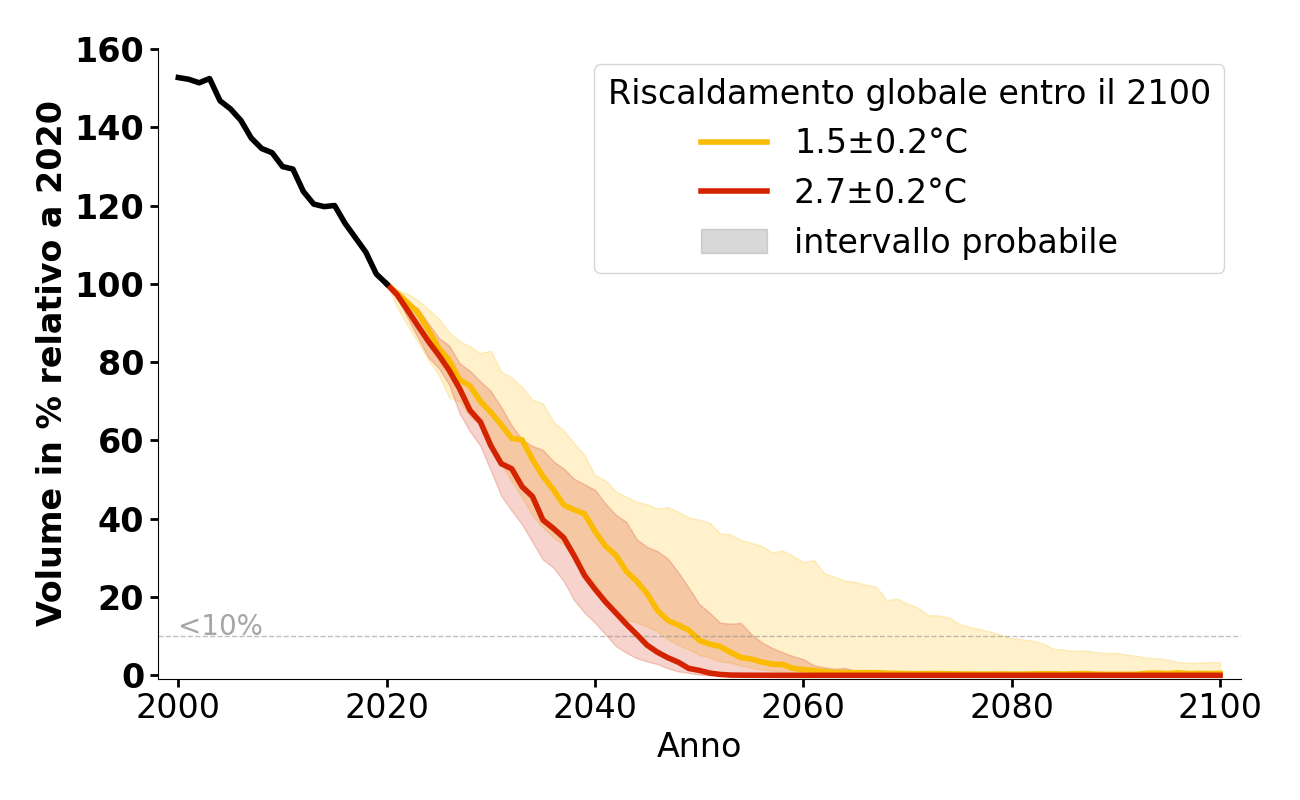 Volume in % relativo a 2020
160
140
120
100
80
60
40
20
0
Riscaldamento globale entro il 2100
1.5±0.2°C
2.7±0.2°C
intervallo probabile
<10%
2000 2020 2040 2060 2080 2100
Anno